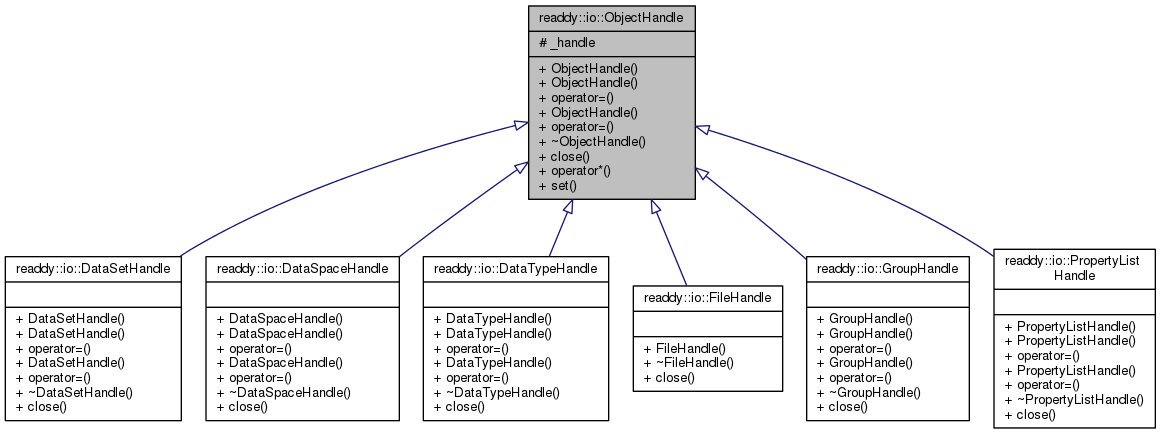 readdy::io::ObjectHandle
# _handle
+ ObjectHandle()
+ ObjectHandle()
+ operator=()
+ ObjectHandle()
+ operator=()
+ ~ObjectHandle()
+ close()
+ operator*()
+ set()
readdy::io::DataSetHandle
+ DataSetHandle()
+ DataSetHandle()
+ operator=()
+ DataSetHandle()
+ operator=()
+ ~DataSetHandle()
+ close()
readdy::io::DataSpaceHandle
+ DataSpaceHandle()
+ DataSpaceHandle()
+ operator=()
+ DataSpaceHandle()
+ operator=()
+ ~DataSpaceHandle()
+ close()
readdy::io::DataTypeHandle
+ DataTypeHandle()
+ DataTypeHandle()
+ operator=()
+ DataTypeHandle()
+ operator=()
+ ~DataTypeHandle()
+ close()
readdy::io::FileHandle
+ FileHandle()
+ ~FileHandle()
+ close()
readdy::io::GroupHandle
+ GroupHandle()
+ GroupHandle()
+ operator=()
+ GroupHandle()
+ operator=()
+ ~GroupHandle()
+ close()
readdy::io::PropertyList
Handle
+ PropertyListHandle()
+ PropertyListHandle()
+ operator=()
+ PropertyListHandle()
+ operator=()
+ ~PropertyListHandle()
+ close()